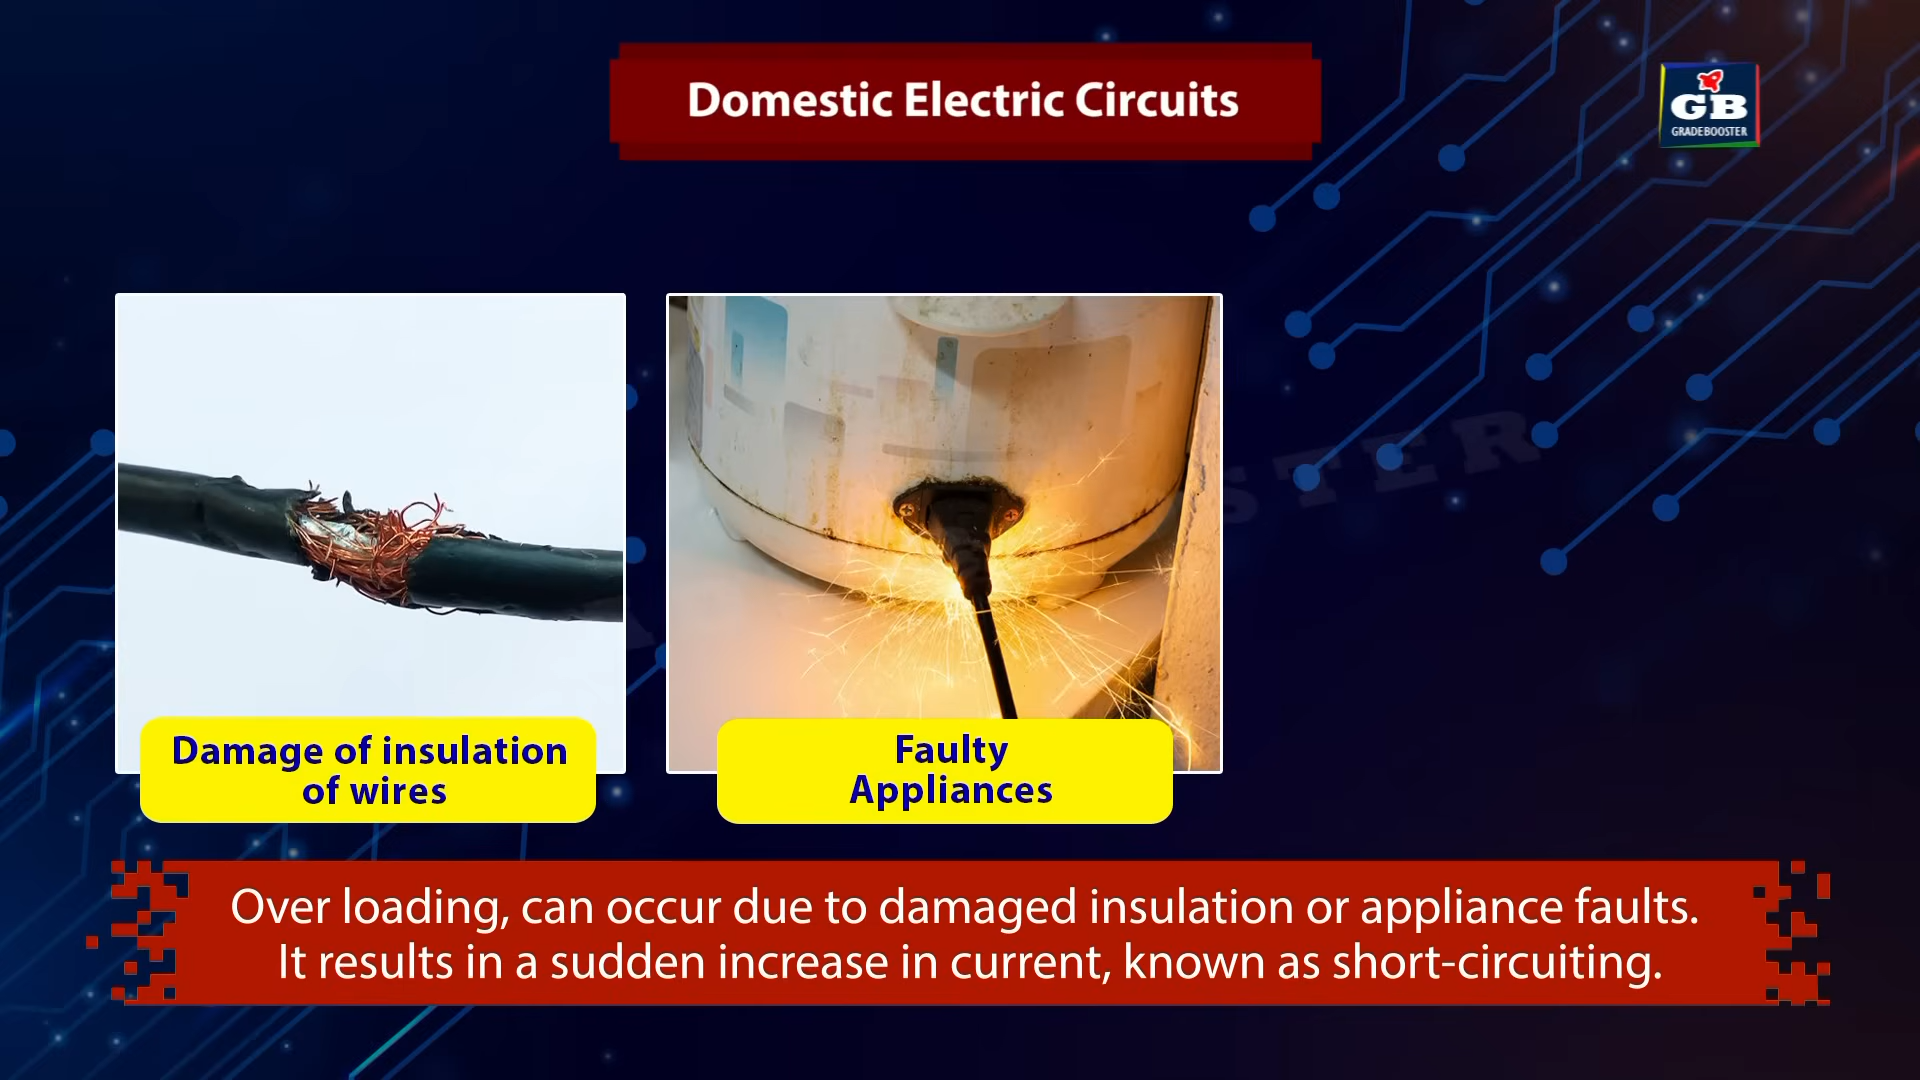 Domestic Electric Circuits
GB
GRADEBOOSTER
Damage of insulation
of wires
Faulty
Appliances
Over loading, can occur due to damaged insulation or appliance faults.
It results in a sudden increase in current, known as short-circuiting.